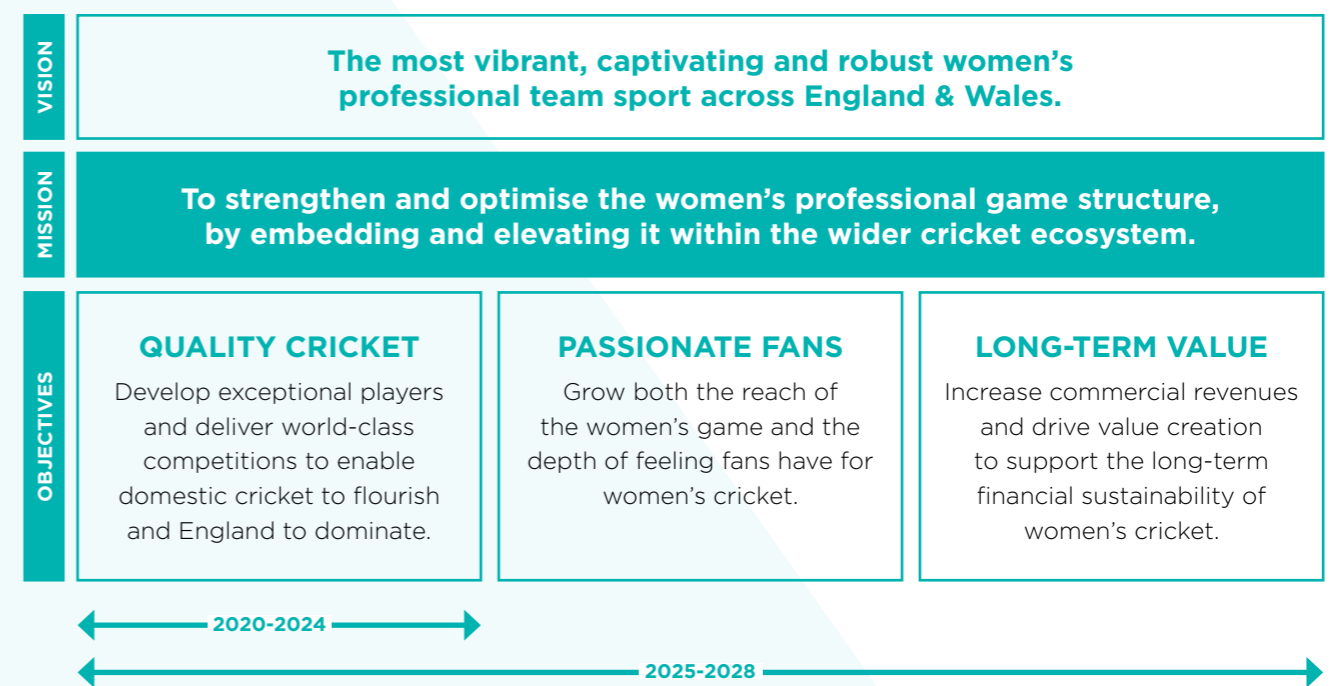 VISION
The most vibrant, captivating and robust women’s
professional team sport across England & Wales.
MISSION
To strengthen and optimise the women’s professional game structure,
by embedding and elevating it within the wider cricket ecosystem.
OBJECTIVES
QUALITY CRICKET
Develop exceptional players
and deliver world-class
competitions to enable
domestic cricket to flourish
and England to dominate.
PASSIONATE FANS
Grow both the reach of
the women’s game and the
depth of feeling fans have for
women’s cricket.
LONG-TERM VALUE
Increase commercial revenues
and drive value creation
to support the long-term
financial sustainability of
women’s cricket.
2020-2024
2025-2028